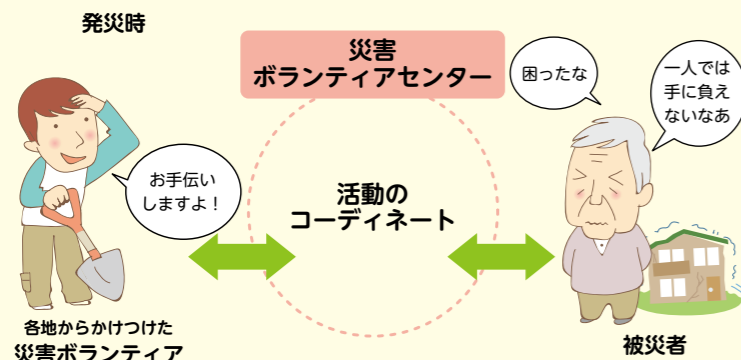 発災時
災害
ボランティアセンター
困ったな
一人では
手に負え
ないなあ
お手伝い
しますよ！
活動の
コーディネート
各地からかけつけた
災害ボランティア
被災者